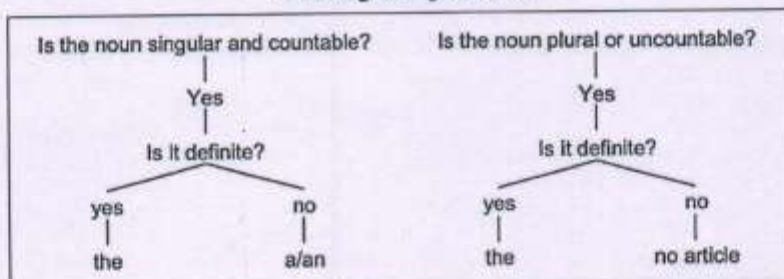 Is the noun singular and countable? Is the noun plural or uncountable?
Yes Yes
Is it definite? Is it definite?
yes no yes no
the a/an the no article